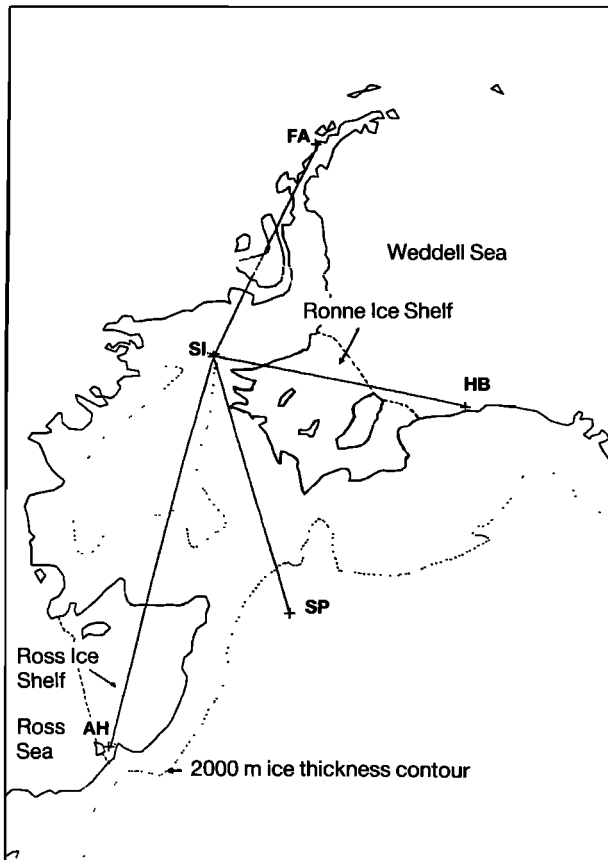 FA
Weddell Sea
Ronne Ice Shelf
SI
HB
SP
Ross Ice
Shelf
AH
Ross
Sea
2000 m ice thickness contour